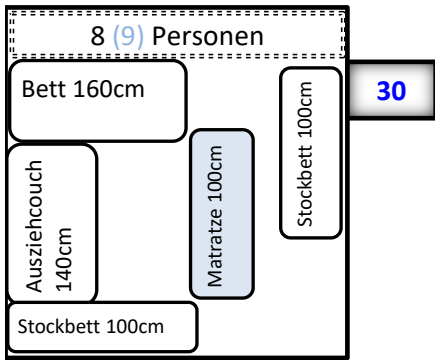 8 (9) Personen
Bett 160cm
30
Stockbett 100cm
Matratze 100cm
Ausziehcouch
140cm
Stockbett 100cm